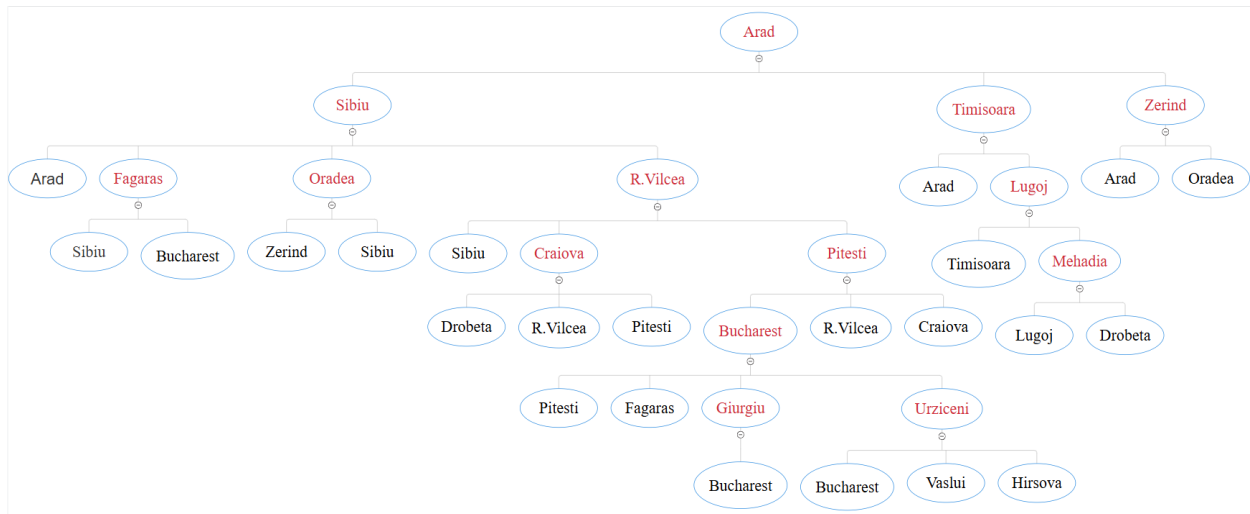 Arad
Sibiu
Timisoara
Zerind
Arad
Fagaras
Oradea
R.Vilcea
Arad
Lugoj
Arad
Oradea
Sibiu
Bucharest
Zerind
Sibiu
Sibiu
Craiova
Pitesti
Timisoara
Mehadia
Drobeta
R.Vilcea
Pitesti
Bucharest
R.Vilcea
Craiova
Lugoj
Drobeta
Pitesti
Fagaras
Giurgiu
Urziceni
Bucharest
Bucharest
Vaslui
Hirsova